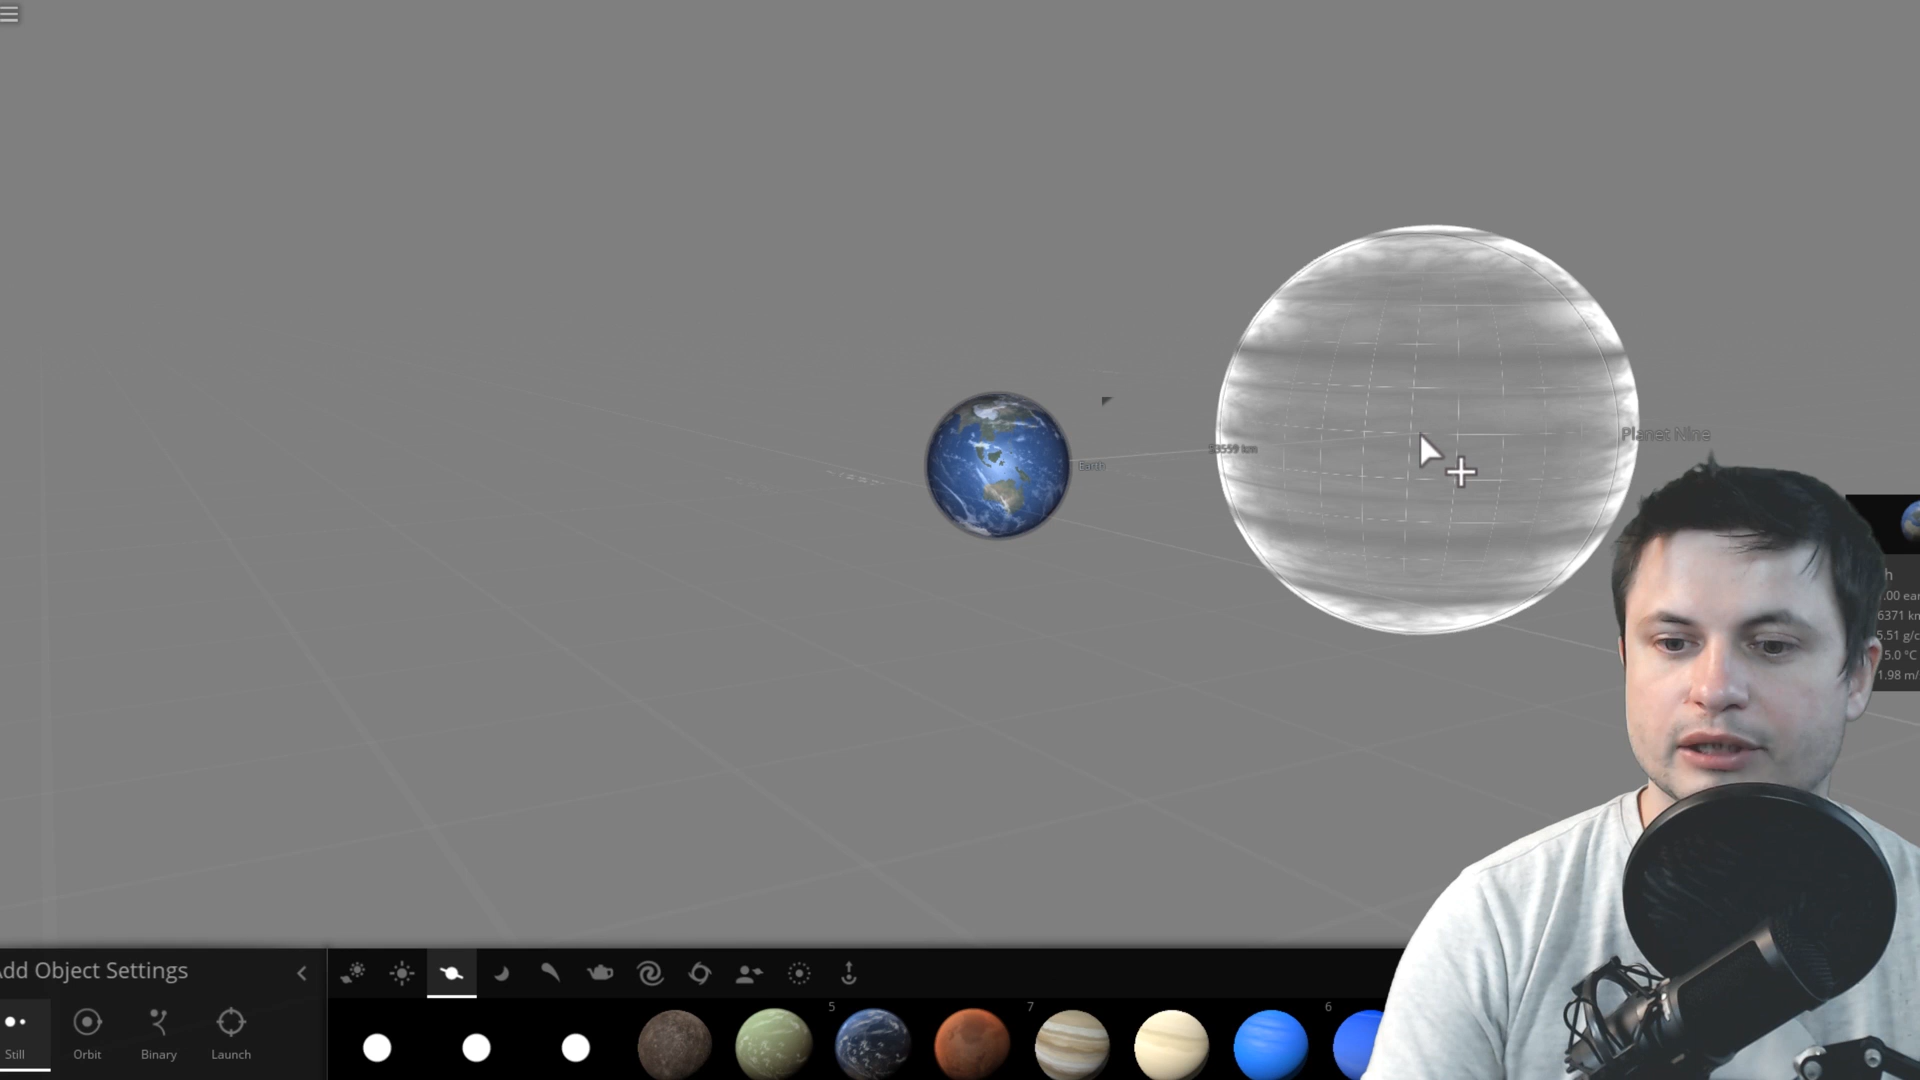 Planet Nine
Earth
6371 km
5.51 g/c
5.0 °C
1.98 m/
dd Object Settings
5
7
6
Still
Orbit
Binary
Launch